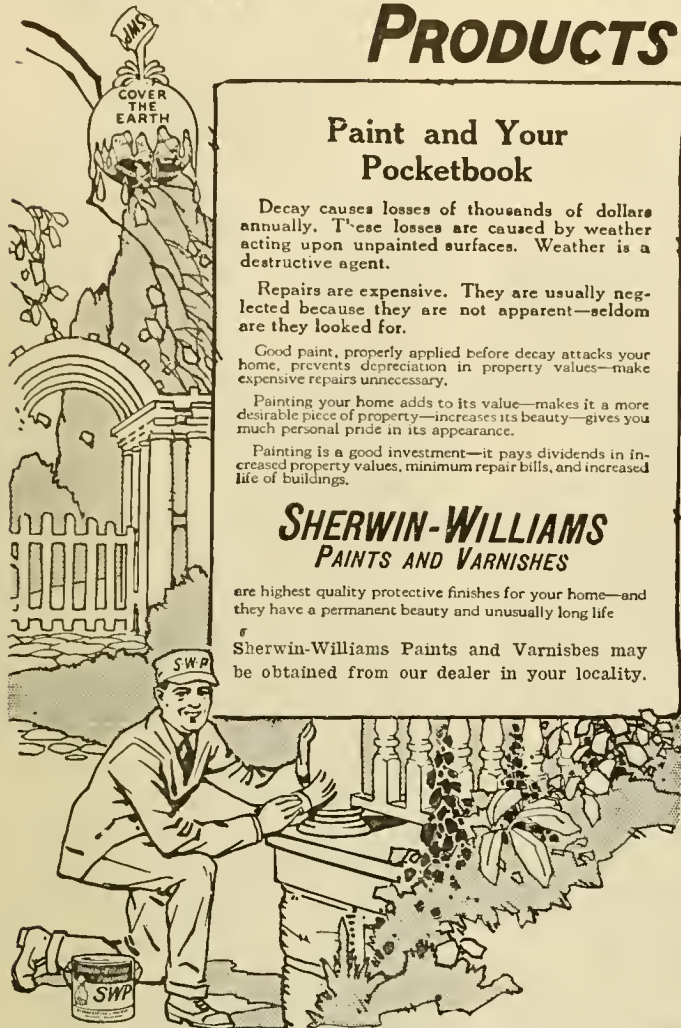 PRODUCTS
SWP
COVER
THE
EARTH
Paint and Your
Pocketbook
Decay causes losses of thousands of dollars
annually. These losses are caused by weather
acting upon unpainted surfaces. Weather is a
destructive agent.
Repairs are expensive. They are usually neg-
lected because they are not apparent—seldom
are they looked for.
Good paint, properly applied before decay attacks your
home, prevents depreciation in property values—make
expensive repairs unnecessary.
Painting your home adds to its value—makes it a more
desirable piece of property—increases its beauty—gives you
much personal pride in its appearance.
Painting is a good investment—it pays dividends in in-
creased property values, minimum repair bills, and increased
life of buildings.
SHERWIN-WILLIAMS
PAINTS AND VARNISHES
are highest quality protective finishes for your home—and
they have a permanent beauty and unusually long life
Sherwin-Williams Paints and Varnishes may
be obtained from our dealer in your locality.
S.W.P
SWP